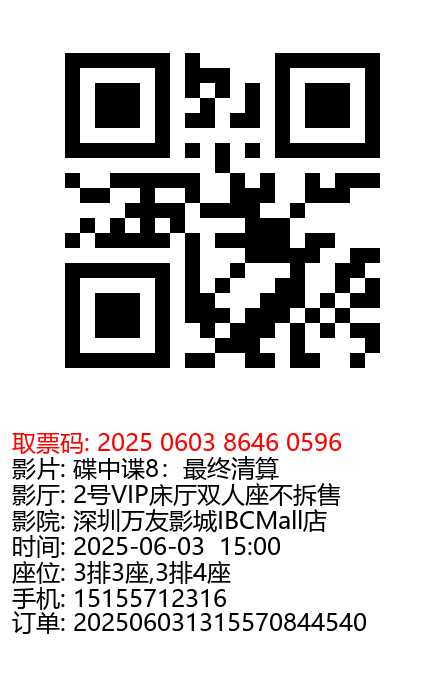 取票码: 2025 0603 8646 0596
影片: 碟中谍8：最终清算
影厅: 2号VIP床厅双人座不拆售
影院: 深圳万友影城IBCMall店
时间: 2025-06-03  15:00
座位: 3排3座,3排4座
手机: 15155712316
订单: 202506031315570844540